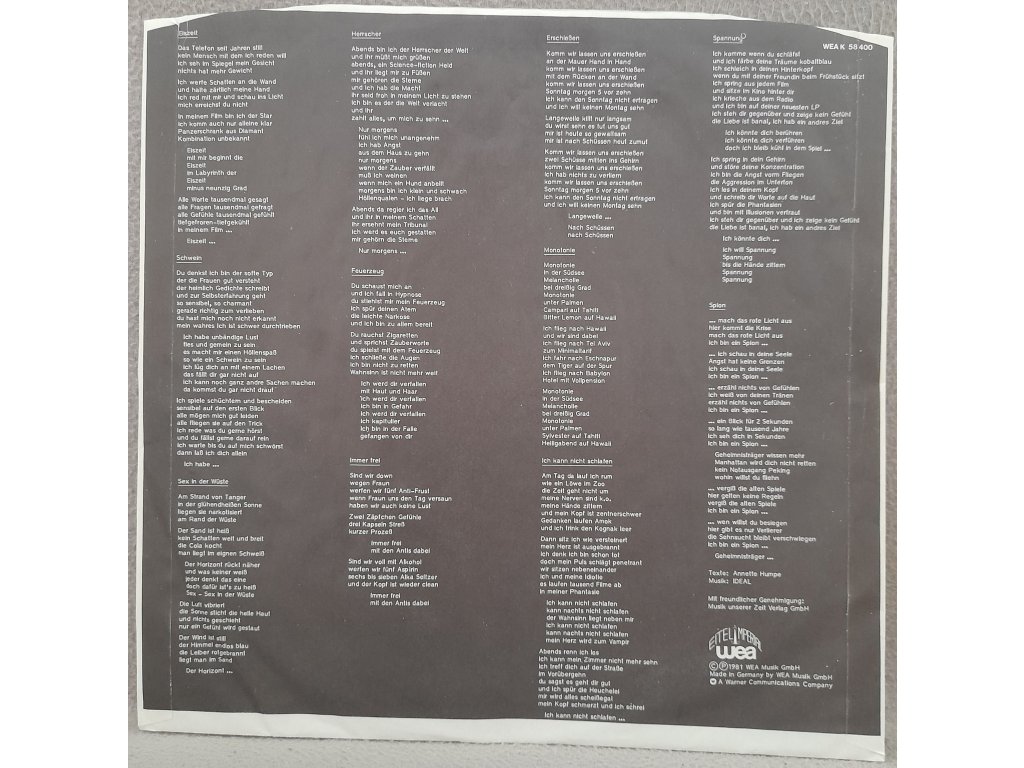 Eiszeit
Das Telefon seit Jahren still
kein Mensch mit dem ich reden will
ich seh im Spiegel mein Gesicht
nichts hat mehr Gewicht
Ich werfe Schatten an die Wand
und halte zärtlich meine Hand
ich red mit mir und schau ins Licht
mich erreichst du nicht
In meinem Film bin ich der Star
ich komm auch nur alleine klar
Panzerschrank aus Diamant
Kombination unbekannt
Eiszeit
mit mir beginnt die
Eiszeit
im Labyrinth der
Eiszeit
minus neunzig Grad
Alle Worte tausendmal gesagt
alle Fragen tausendmal gefragt
alle Gefühle tausendmal gefühlt
tiefgefroren-tiefgekühlt
in meinem Film ...
Eiszeit ...
Schwein
Du denkst ich bin der softe Typ
der die Frauen gut versteht
der heimlich Gedichte schreibt
und zur Selbsterfahrung geht
so sensibel, so charmant
gerade richtig zum verlieben
du hast mich noch nicht erkannt
mein wahres Ich ist schwer durchtrieben
Ich habe unbändige Lust
fies und gemein zu sein
es macht mir einen Höllenspaß
so wie ein Schwein zu sein
ich lüg dich an mit einem Lachen
das fällt dir gar nicht auf
ich kann noch ganz andre Sachen machen
da kommst du gar nicht drauf
Ich spiele schüchtern und bescheiden
sensibel auf den ersten Blick
alle mögen mich gut leiden
alle fliegen sie auf den Trick
ich rede was du gerne hörst
und du fällst gerne darauf rein
ich warte bis du auf mich schwörst
dann laß ich dich allein
Ich habe ...
Sex in der Wüste
Am Strand von Tanger
in der glühendheißen Sonne
liegen sie narkotisiert
am Rand der Wüste
Der Sand ist heiß
kein Schatten weit und breit
die Cola kocht
man liegt im eignen Schweiß
Der Horizont rückt näher
und was keiner weiß
jeder denkt das eine
doch dafür ist's zu heiß
Sex - Sex in der Wüste
Die Luft vibriert
die Sonne sticht die helle Haut
und nichts geschieht
nur ein Gefühl wird gestaut
Der Wind ist still
der Himmel endlos blau
die Leiber rotgebrannt
liegt man im Sand
Der Horizont ...
Herrscher
Abends bin ich der Herrscher der Welt
und ihr müßt mich grüßen
abends, ein Science-fiction Held
und ihr liegt mir zu Füßen
mir gehören die Sterne
und ich hab die Macht
ihr seid froh in meinem Licht zu stehen
ich bin es der die Welt verlacht
und ihr
zahlt alles, um mich zu sehn ...
Nur morgens
fühl ich mich unangenehm
ich hab Angst
aus dem Haus zu gehn
nur morgens
wenn der Zauber verfällt
muß ich weinen
wenn mich ein Hund anbellt
morgens bin ich klein und schwach
Höllenqualen - ich liege brach
Abends da regier ich das All
und ihr in meinem Schatten
ihr ersehnt mein Tribunal
ich werd es euch gestatten
mir gehörn die Sterne
Nur morgens ...
Feuerzeug
Du schaust mich an
und ich fall in Hypnose
du stiehlst mir mein Feuerzeug
ich spür deinen Atem
die leichte Narkose
und ich bin zu allem bereit
Du rauchst Zigaretten
und sprichst Zauberworte
du spielst mit dem Feuerzeug
ich schließe die Augen
ich bin nicht zu retten
Wahnsinn ist nicht mehr weit
Ich werd dir verfallen
mit Haut und Haar
ich werd dir verfallen
ich bin in Gefahr
ich werd dir verfallen
ich kapitulier
ich bin in der Falle
gefangen von dir
Immer frei
Sind wir down
wegen Fraun
werfen wir fünf Anti-Frust
wenn Fraun uns den Tag versaun
haben wir auch keine Lust
Zwei Zäpfchen Gefühle
drei Kapseln Streß
kurzer Prozeß
Immer frei
mit den Antis dabei
Sind wir voll mit Alkohol
werfen wir fünf Aspirin
sechs bis sieben Alka Seltzer
und der Kopf ist wieder clean
Immer frei
mit den Antis dabei
Erschießen
Komm wir lassen uns erschießen
an der Mauer Hand in Hand
komm wir lassen uns erschießen
mit dem Rücken an der Wand
komm wir lassen uns erschießen
Sonntag morgen 5 vor zehn
ich kann den Sonntag nicht ertragen
und ich will keinen Montag sehn
Langeweile killt nur langsam
du wirst sehn es tut uns gut
mir ist heute so gewaltsam
mir ist nach Schüssen heut zumut
Komm wir lassen uns erschießen
zwei Schüsse mitten ins Gehirn
komm wir lassen uns erschießen
ich hab nichts zu verliern
komm wir lassen uns erschießen
Sonntag morgen 5 vor zehn
ich kann den Sonntag nicht ertragen
und ich will keinen Montag sehn
Langeweile ...
Nach Schüssen
nach Schüssen
Monotonie
Monotonie
in der Südsee
Melancholie
bei dreißig Grad
Monotonie
unter Palmen
Campari auf Tahiti
Bitter Lemon auf Hawaii
Ich flieg nach Hawaii
und wir sind dabei
ich flieg nach Tel Aviv
zum Minimaltarif
ich fahr nach Eschnapur
dem Tiger auf der Spur
ich flieg nach Babylon
Hotel mit Vollpension
Monotonie
in der Südsee
Melancholie
bei dreißig Grad
Monotonie
unter Palmen
Sylvester auf Tahiti
Heiligabend auf Hawaii
Ich kann nicht schlafen
Am Tag da lauf ich rum
wie ein Löwe im Zoo
die Zeit geht nicht um
meine Nerven sind k.o.
meine Hände zittern
und mein Kopf ist zentnerschwer
Gedanken laufen Amok
und ich trink den Kognak leer
Dann sitz ich wie versteinert
mein Herz ist ausgebrannt
ich denk ich bin schon tot
doch mein Puls schlägt penetrant
wir sitzen nebeneinander
ich und meine Idiotie
es laufen tausend Filme ab
in meiner Phantasie
Ich kann nicht schlafen
kann nachts nicht schlafen
der Wahnsinn liegt neben mir
ich kann nicht schlafen
kann nachts nicht schlafen
mein Herz wird zum Vampir
Abends renn ich los
ich kann mein Zimmer nicht mehr sehn
ich treff dich auf der Straße
im Vorübergehn
du sagst es geht dir gut
und ich spür die Heuchelei
mir wird alles scheißegal
mein Kopf schmerzt und ich schrei
Ich kann nicht schlafen ...
Spannung
WEA K 58 400
Ich komme wenn du schläfst
und ich färbe deine Träume kobaltblau
ich schleich in deinen Hinterkopf
wenn du mit deiner Freundin beim Frühstück sitzt
ich spring aus jedem Film
und sitze im Kino hinter dir
ich krieche aus dem Radio
und ich bin auf deiner neuesten LP
ich steh dir gegenüber und zeige kein Gefühl
die Liebe ist banal, ich hab ein andres Ziel
Ich könnte dich berühren
ich könnte dich verführen
doch ich bleib kühl in dem Spiel ...
Ich spring in dein Gehirn
und störe deine Konzentration
ich bin die Angst vorm Fliegen
die Aggression im Unterton
ich les in deinem Kopf
und schreib dir Worte auf die Haut
ich spür die Phantasien
und bin mit Illusionen vertraut
ich steh dir gegenüber und ich zeige kein Gefühl
die Liebe ist banal, ich hab ein andres Ziel
Ich könnte dich ...
Ich will Spannung
Spannung
bis die Hände zittern
Spannung
Spannung
Spion
... mach das rote Licht aus
hier kommt die Krise
mach das rote Licht aus
ich bin ein Spion ...
... ich schau in deine Seele
Angst hat keine Grenzen
ich schau in deine Seele
ich bin ein Spion ...
... erzähl nichts von Gefühlen
ich weiß von deinen Tränen
erzähl nichts von Gefühlen
ich bin ein Spion ...
... ein Blick für 2 Sekunden
so lang wie tausend Jahre
ich seh dich in Sekunden
ich bin ein Spion ...
Geheimnisträger wissen mehr
Manhattan wird dich nicht retten
kein Notausgang Peking
wohin willst du fliehn
... vergiß die alten Spiele
hier gelten keine Regeln
vergiß die alten Spiele
ich bin ein Spion ...
... wen willst du besiegen
hier gibt es nur Verlierer
die Sehnsucht bleibt verschwiegen
ich bin ein Spion ...
Geheimnisträger ...
Texte: Annette Humpe
Musik: IDEAL
Mit freundlicher Genehmigung:
Musik unserer Zeit Verlag GmbH
EITEL IMPERIAL
wea
© ℗ 1981 WEA Musik GmbH
Made in Germany by WEA Musik GmbH
A Warner Communications Company